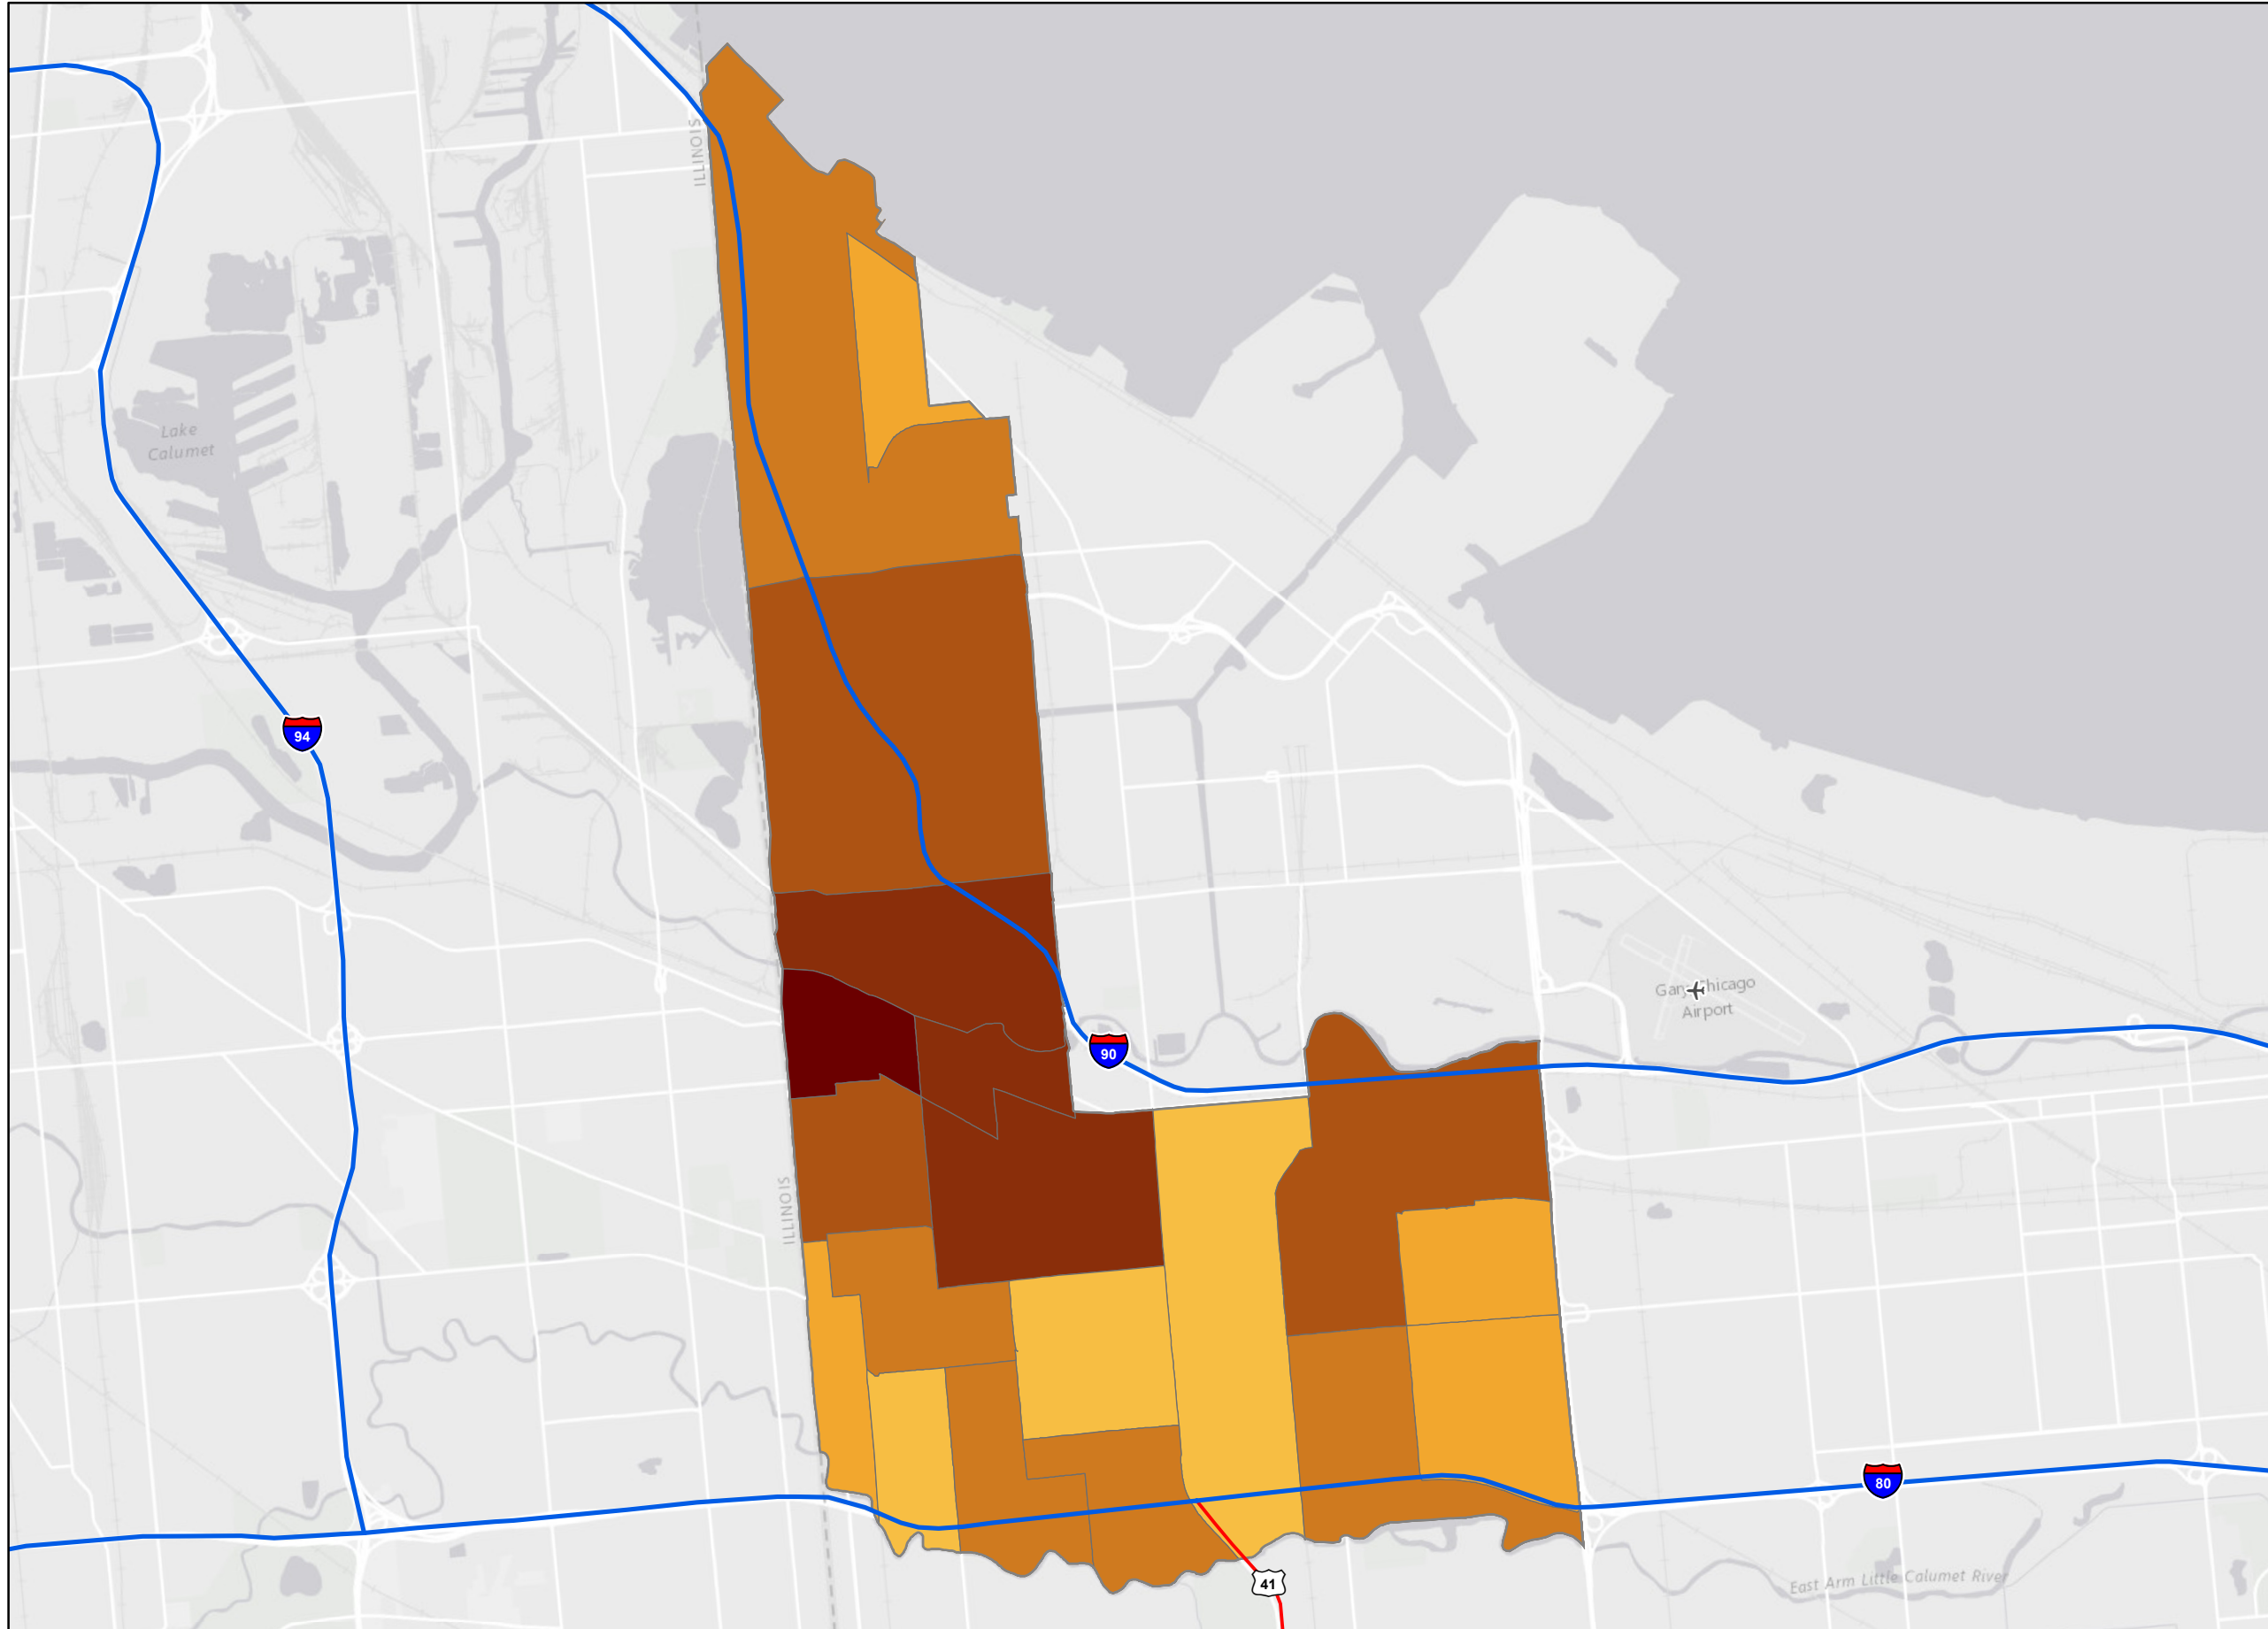 ILLINOIS
Lake
Calumet
94
Gary/Chicago
Airport
90
ILLINOIS
80
41
East Arm Little Calumet River